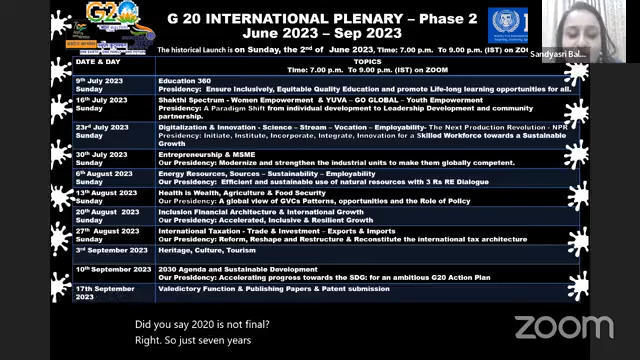 G20
G 20 INTERNATIONAL PLENARY – Phase 2
June 2023 – Sep 2023
The historical Launch is on Sunday, the 2nd of June 2023, Time: 7.00 p.m. To 9.00 p.m. (IST) on ZOOM
Sandyasri Bal...
DATE & DAY
TOPICS
Time: 7.00 p.m. To 9.00 p.m. (IST) on ZOOM
9th July 2023
Sunday
Education 360
Presidency: Ensure Inclusively, Equitable Quality Education and promote Life-long learning opportunities for all.
16th July 2023
Sunday
Shakthi Spectrum - Women Empowerment & YUVA – GO GLOBAL – Youth Empowerment
Presidency: A Paradigm Shift from individual development to Leadership Development and community
partnership.
23rd July 2023
Sunday
Digitalization & Innovation - Science – Stream – Vocation – Employability- The Next Production Revolution - NPR
Presidency: Initiate, Institute, Incorporate, Integrate, Innovation for a Skilled Workforce towards a Sustainable
Growth
30th July 2023
Sunday
Entrepreneurship & MSME
Our Presidency: Modernize and strengthen the industrial units to make them globally competent.
6th August 2023
Sunday
Energy Resources, Sources – Sustainability – Employability
Our Presidency: Efficient and sustainable use of natural resources with 3 Rs RE Dialogue
13th August 2023
Sunday
Health is Wealth, Agriculture & Food Security
Our Presidency: A global view of GVCs Patterns, opportunities and the Role of Policy
20th August 2023
Sunday
Inclusion Financial Architecture & International Growth
Our Presidency: Accelerated, Inclusive & Resilient Growth
27th August 2023
Sunday
International Taxation - Trade & Investment – Exports & Imports
Our Presidency: Reform, Reshape and Restructure & Reconstitute the international tax architecture
3rd September 2023
Heritage, Culture, Tourism
10th September 2023
2030 Agenda and Sustainable Development
Our Presidency: Accelerating progress towards the SDG: for an ambitious G20 Action Plan
17th September
2023
Valedictory Function & Publishing Papers & Patent submission
Did you say 2020 is not final?
Right. So just seven years
zoom